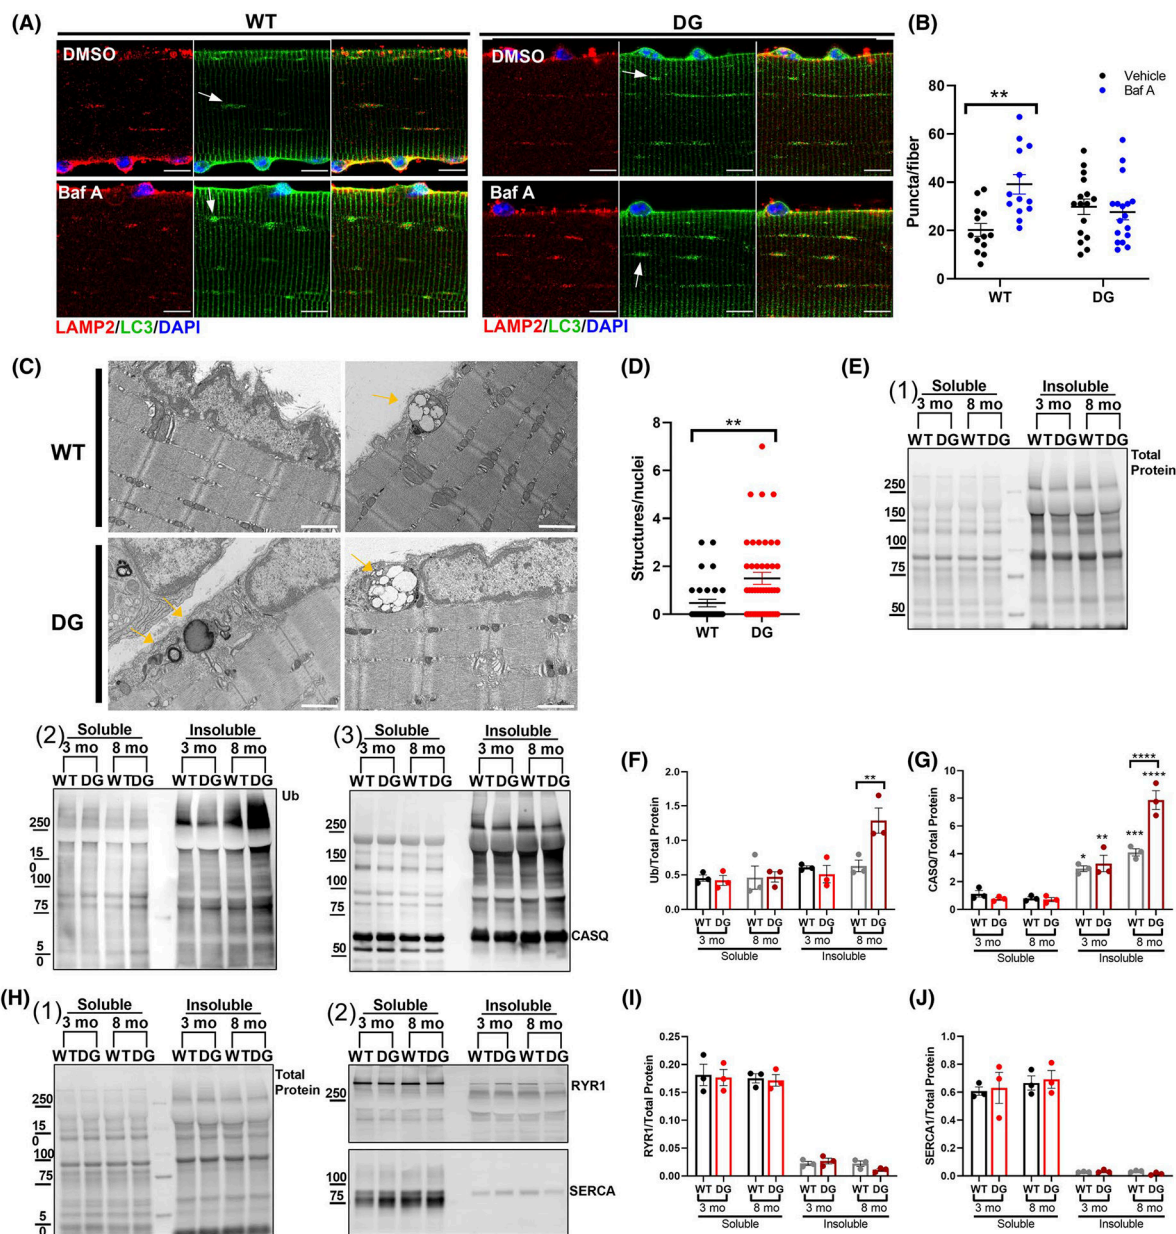 (A)
WT
DG
(B)
DMSO
DMSO
Baf A
Baf A
LAMP2/LC3/DAPI
LAMP2/LC3/DAPI
Vehicle
Baf A
**
80
60
40
20
0
Puncta/fiber
WT
DG
(C)
WT
DG
(D)
**
8
6
4
2
0
Structures/nuclei
WT
DG
(E)
(1)
Soluble
Insoluble
3 mo
8 mo
3 mo
8 mo
WT DG WT DG
WT DG WT DG
Total
Protein
250
150
100
75
50
(2)
Soluble
Insoluble
3 mo
8 mo
3 mo
8 mo
WT DG WT DG
WT DG WT DG
Ub
250
15
0
100
75
5
0
(3)
Soluble
Insoluble
3 mo
8 mo
3 mo
8 mo
WT DG WT DG
WT DG WT DG
250
150
100
75
50
CASQ
(F)
**
2.0
1.5
1.0
0.5
0.0
Ub/Total Protein
WT DG WT DG WT DG WT DG
3 mo
8 mo
3 mo
8 mo
Soluble
Insoluble
(G)
****
****
***
**
*
10
8
6
4
2
0
CASQ/Total Protein
WT DG WT DG WT DG WT DG
3 mo
8 mo
3 mo
8 mo
Soluble
Insoluble
(H)
(1)
Soluble
Insoluble
3 mo
8 mo
3 mo
8 mo
WT DG WT DG
WT DG WT DG
Total
Protein
250
15
0
100
75
5
0
(2)
Soluble
Insoluble
3 mo
8 mo
3 mo
8 mo
WT DG WT DG
WT DG WT DG
250
RYR1
100
75
SERCA
(I)
0.25
0.20
0.15
0.10
0.05
0.00
RYR1/Total Protein
WT DG WT DG WT DG WT DG
3 mo
8 mo
3 mo
8 mo
Soluble
Insoluble
(J)
1.0
0.8
0.6
0.4
0.2
0.0
SERCA1/Total Protein
WT DG WT DG WT DG WT DG
3 mo
8 mo
3 mo
8 mo
Soluble
Insoluble